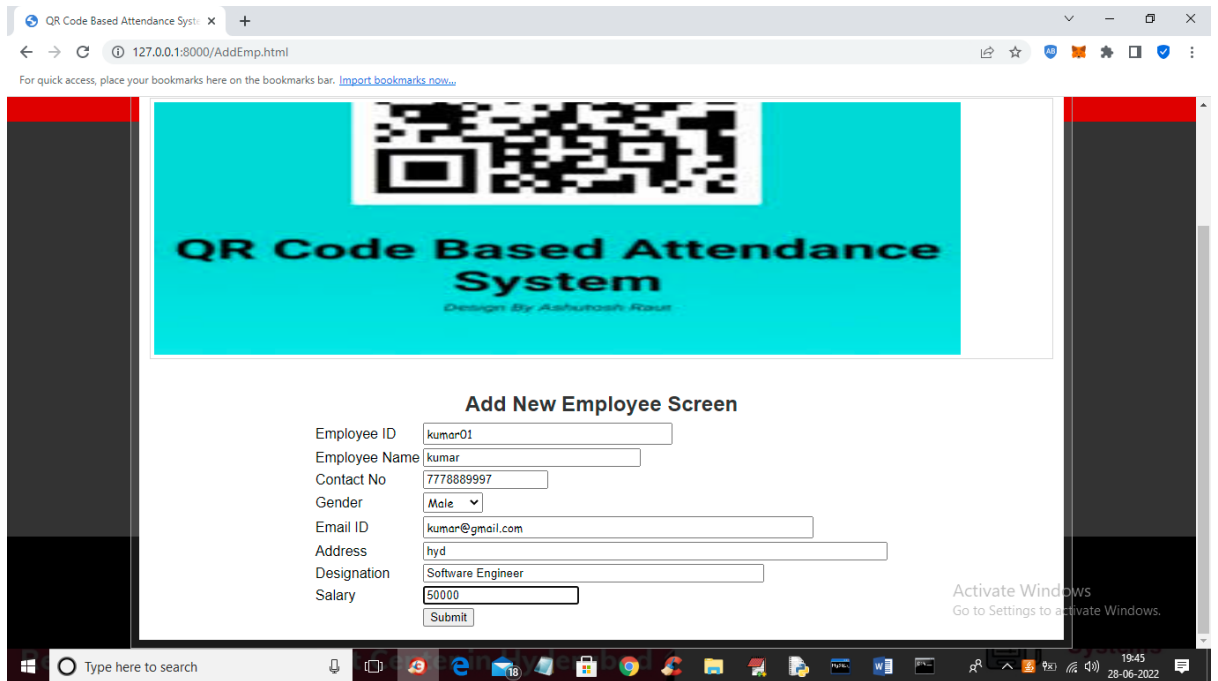 QR Code Based Attendance Syste
127.0.0.1:8000/AddEmp.html
For quick access, place your bookmarks here on the bookmarks bar. Import bookmarks now...
QR Code Based Attendance
System
Design By Ashutosh Raut
Add New Employee Screen
Employee ID kumar01
Employee Name kumar
Contact No 7778889997
Gender Male
Email ID kumar@gmail.com
Address hyd
Designation Software Engineer
Salary 50000
Submit
Activate Windows
Go to Settings to activate Windows.
Systems
Type here to search
18
19:45
28-06-2022